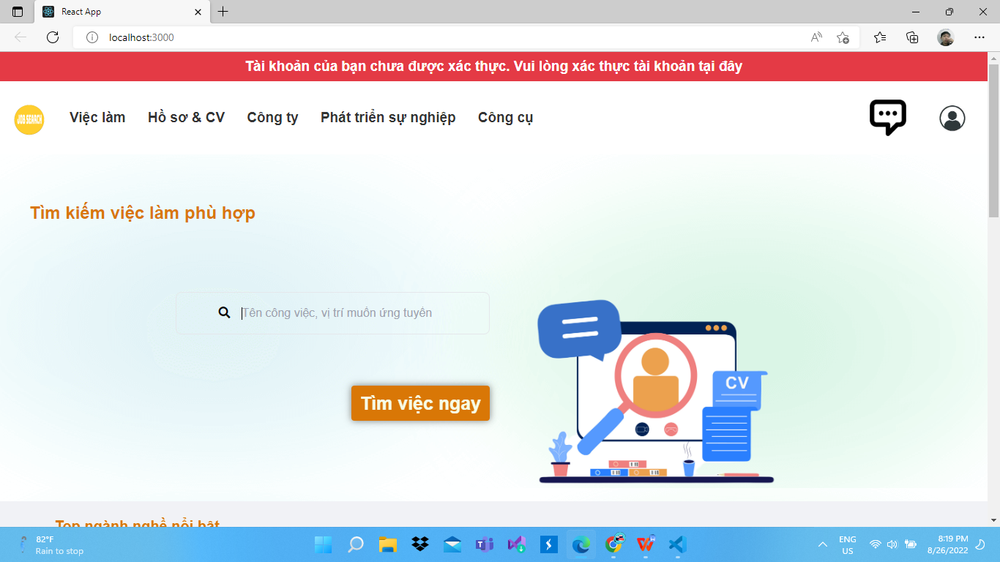 React App
localhost:3000
Tài khoản của bạn chưa được xác thực. Vui lòng xác thực tài khoản tại đây
JOB SEARCH
Việc làm
Hồ sơ & CV
Công ty
Phát triển sự nghiệp
Công cụ
Tìm kiếm việc làm phù hợp
Tên công việc, vị trí muốn ứng tuyển
Tìm việc ngay
CV
Top ngành nghề nổi bật
82°F
Rain to stop
ENG
US
8:19 PM
8/26/2022